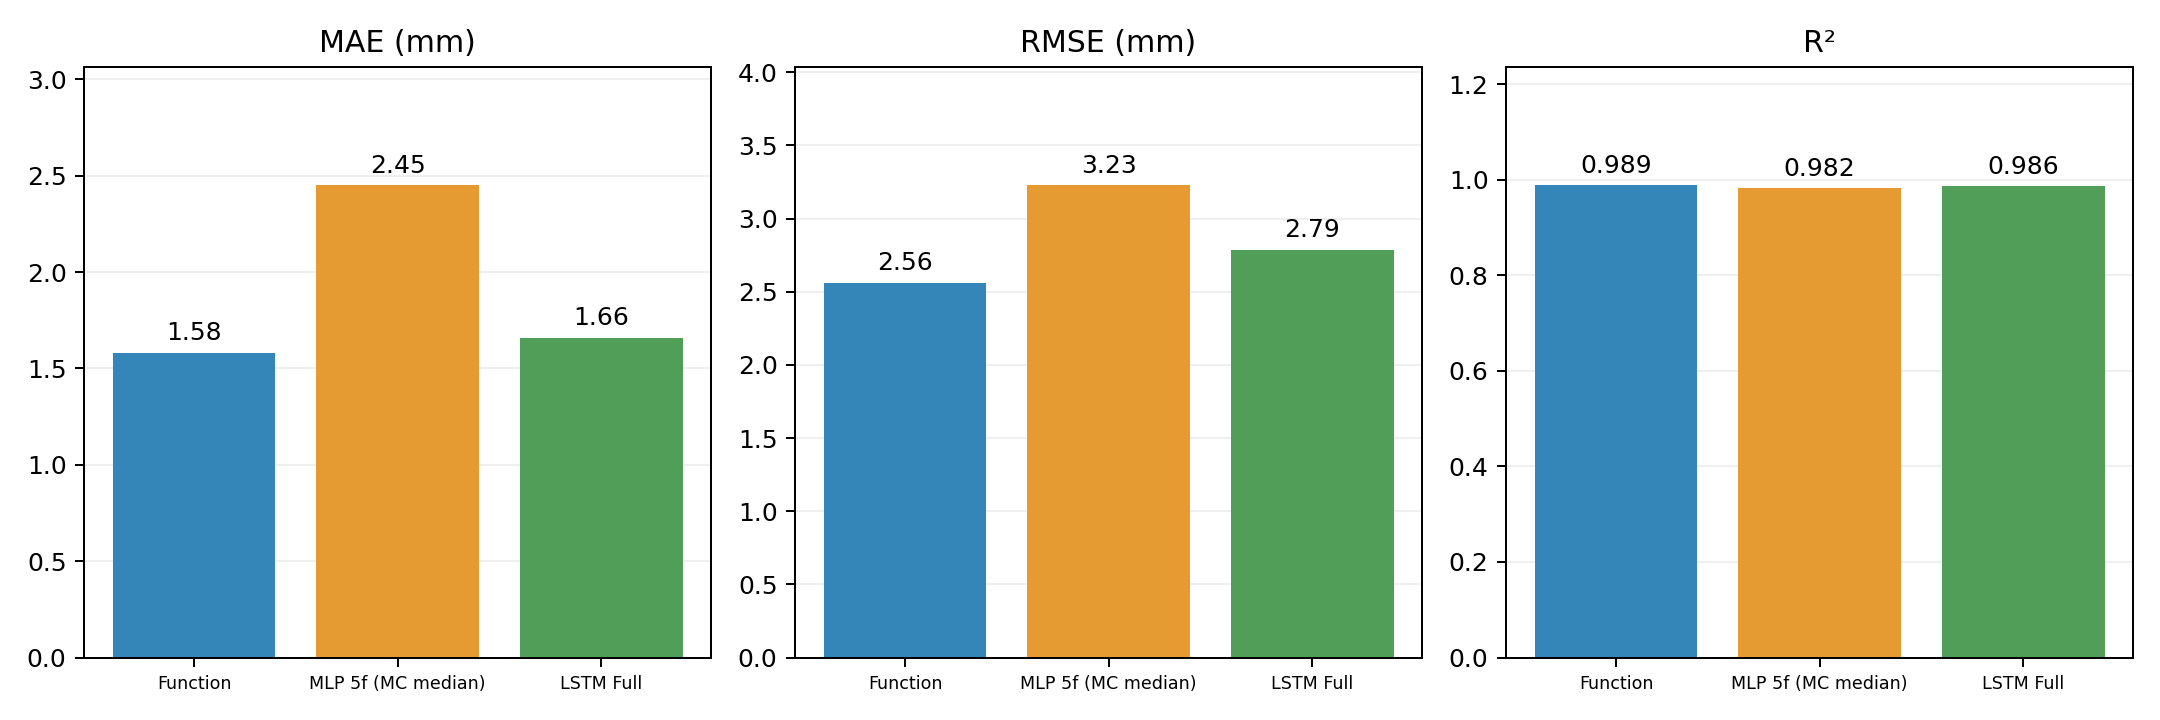 MAE (mm)
3.0
2.5
2.0
1.5
1.0
0.5
0.0
2.45
1.58
1.66
Function
MLP 5f (MC median)
LSTM Full
RMSE (mm)
4.0
3.5
3.0
2.5
2.0
1.5
1.0
0.5
0.0
3.23
2.56
2.79
Function
MLP 5f (MC median)
LSTM Full
R²
1.2
1.0
0.8
0.6
0.4
0.2
0.0
0.989
0.982
0.986
Function
MLP 5f (MC median)
LSTM Full